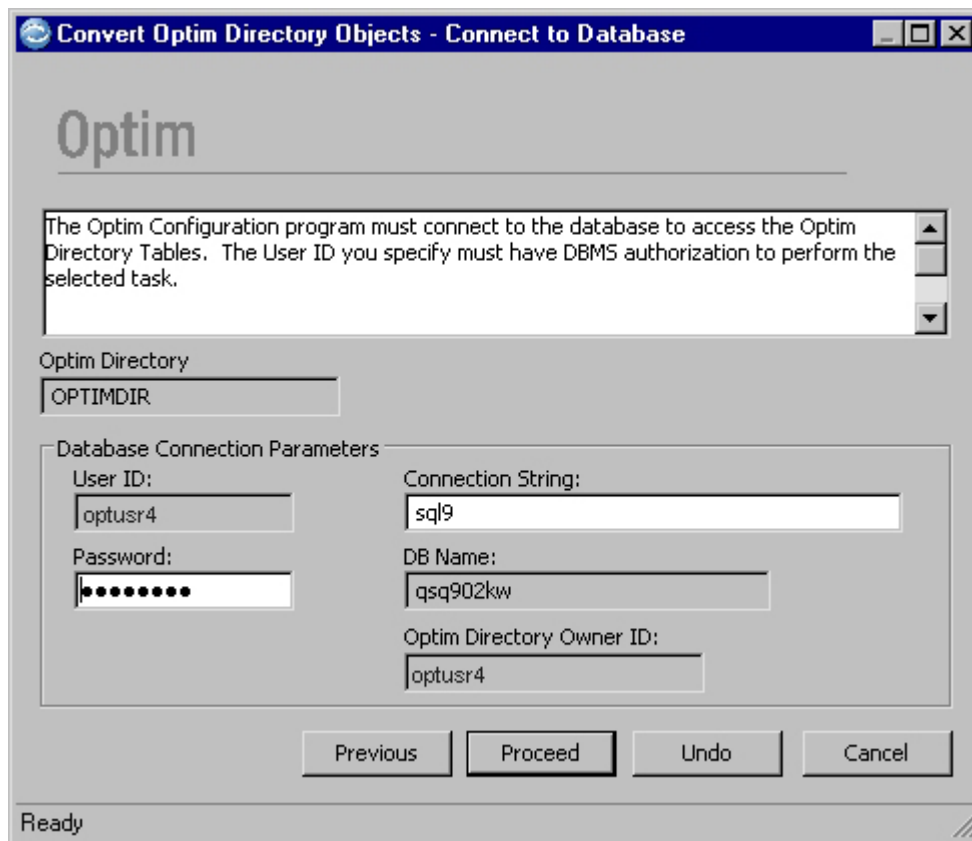 Convert Optim Directory Objects - Connect to Database
Optim
The Optim Configuration program must connect to the database to access the Optim
Directory Tables.  The User ID you specify must have DBMS authorization to perform the
selected task.
Optim Directory
OPTIMDIR
Database Connection Parameters
User ID:
optusr4
Password:
●●●●●●●●
Connection String:
sql9
DB Name:
qsq902kw
Optim Directory Owner ID:
optusr4
Previous
Proceed
Undo
Cancel
Ready